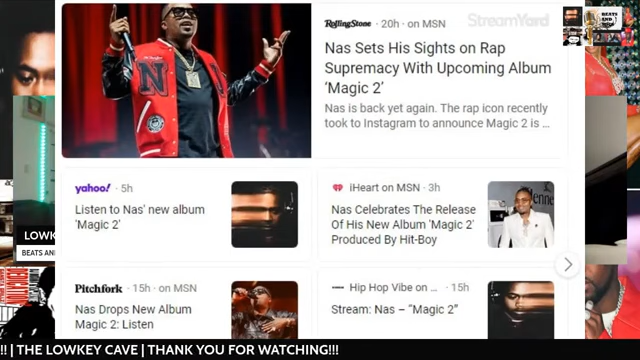 RollingStone · 20h · on MSN
StreamYard
Nas Sets His Sights on Rap
Supremacy With Upcoming Album
‘Magic 2’
Nas is back yet again. The rap icon recently
took to Instagram to announce Magic 2 is ...
yahoo! · 5h
Listen to Nas' new album
'Magic 2'
iHeart on MSN · 3h
Nas Celebrates The Release
Of His New Album 'Magic 2'
Produced By Hit-Boy
LOWK
BEATS AN
Pitchfork · 15h · on MSN
Nas Drops New Album
Magic 2: Listen
Hip Hop Vibe on ... · 15h
Stream: Nas – “Magic 2”
!! | THE LOWKEY CAVE | THANK YOU FOR WATCHING!!!